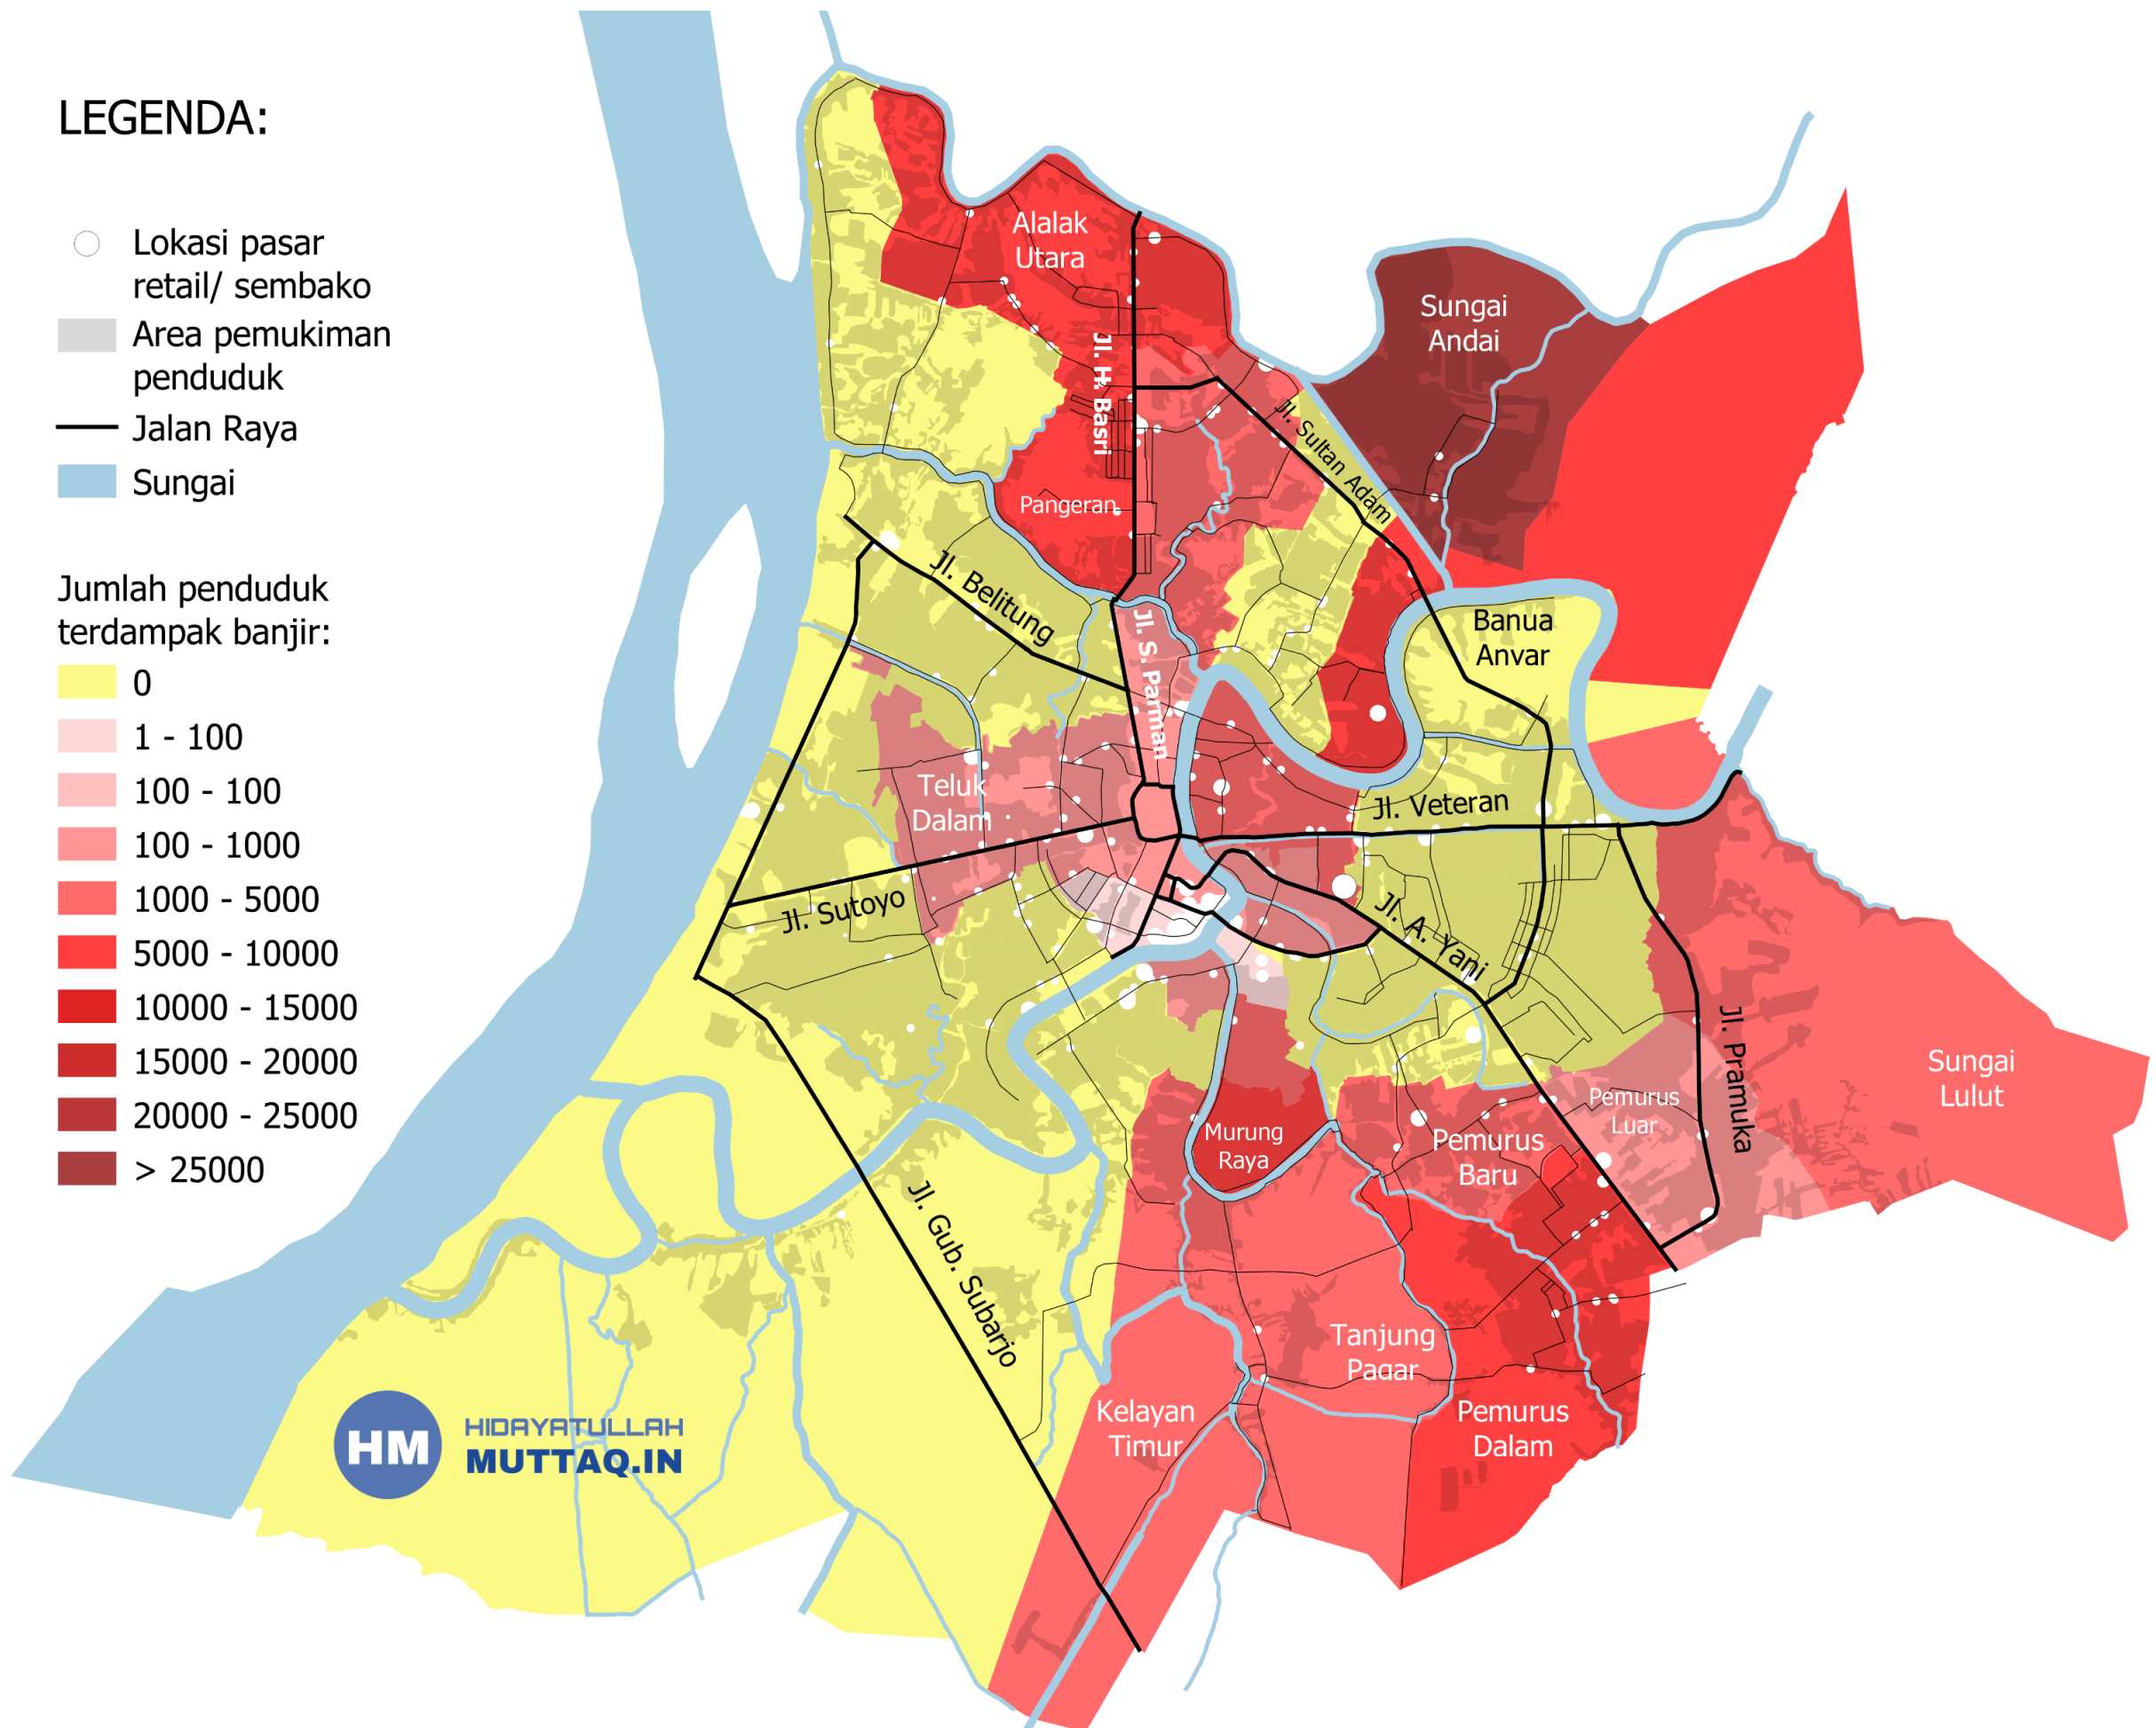 LEGENDA:
Lokasi pasar
retail/ sembako
Area pemukiman
penduduk
Jalan Raya
Sungai
Jumlah penduduk
terdampak banjir:
0
1 - 100
100 - 100
100 - 1000
1000 - 5000
5000 - 10000
10000 - 15000
15000 - 20000
20000 - 25000
> 25000
Alalak
Utara
Sungai
Andai
Jl. H. Basri
Jl. Sultan Adam
Pangeran
Jl. Belitung
Jl. S. Parman
Banua
Anvar
Teluk
Dalam
Jl. Veteran
Jl. Sutoyo
Jl. A. Yani
Jl. Pramuka
Sungai
Lulut
Pemurus
Luar
Murung
Raya
Pemurus
Baru
Jl. Gub. Subarjo
Tanjung
Pagar
Kelayan
Timur
Pemurus
Dalam
HM
HIDAYATULLAH
MUTTAQ.IN